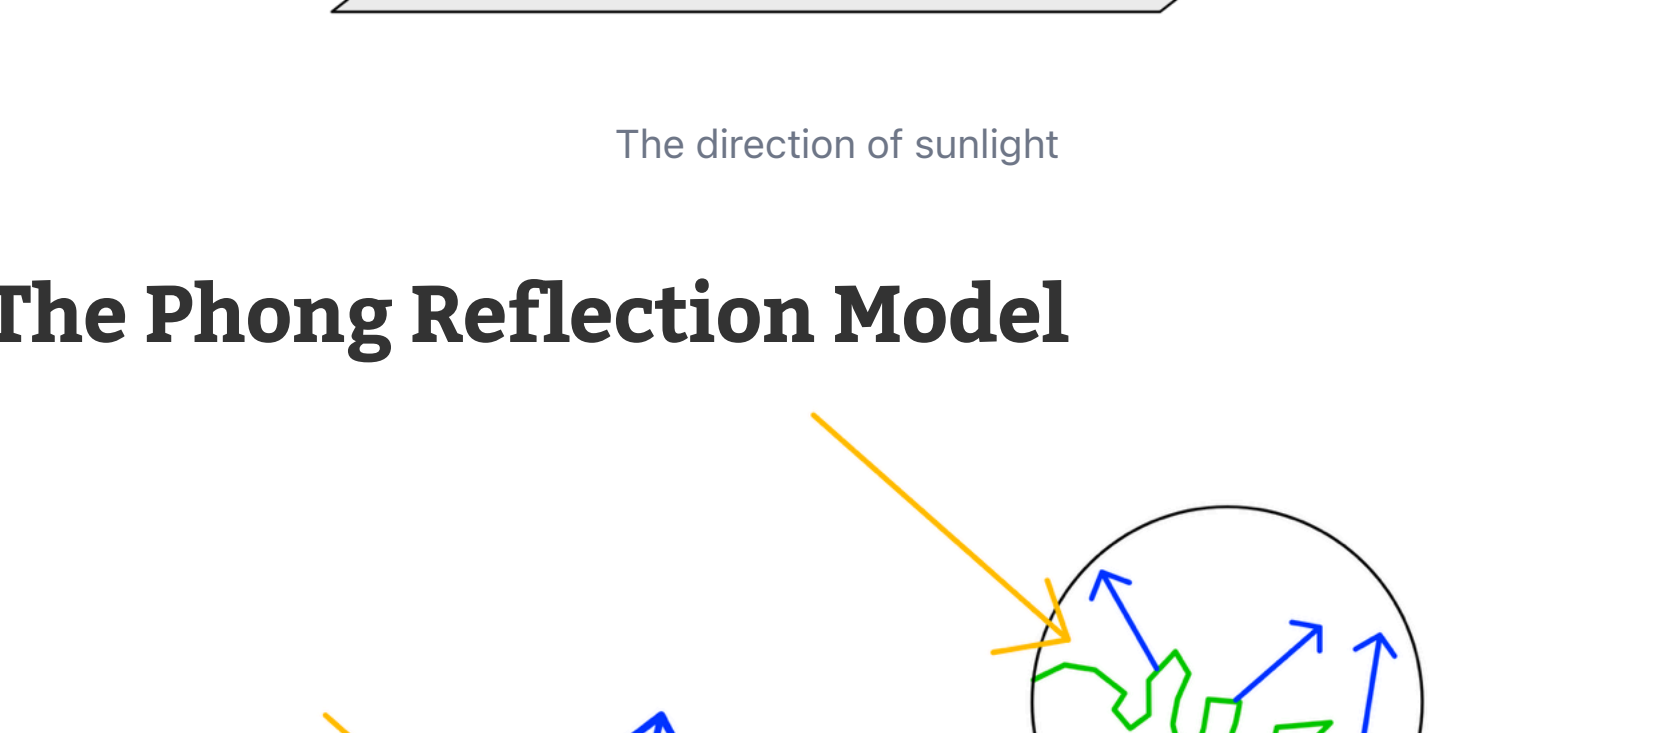 The direction of sunlight
The Phong Reflection Model